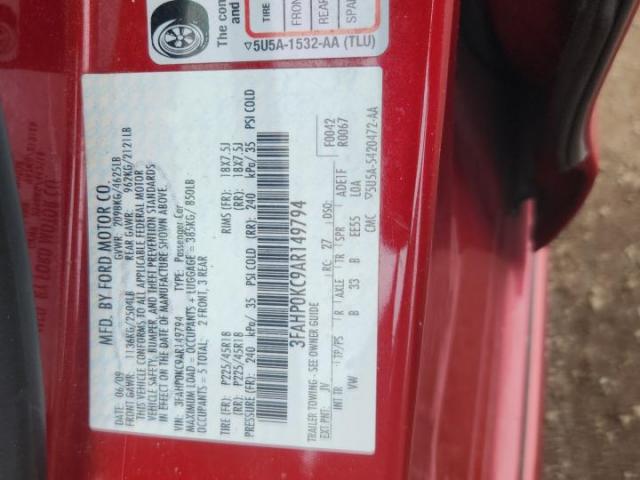 MFD. BY FORD MOTOR CO.
DATE: 06/09 GVWR: 2098KG/4625LB
FRONT GAWR: 1136KG/2504LB REAR GAWR: 962KG/2121LB
THIS VEHICLE CONFORMS TO ALL APPLICABLE FEDERAL MOTOR
VEHICLE SAFETY, BUMPER, AND THEFT PREVENTION STANDARDS
IN EFFECT ON THE DATE OF MANUFACTURE SHOWN ABOVE.
VIN: 3FAHP0KC9AR149794 TYPE: Passenger Car
MAXIMUM LOAD = OCCUPANTS + LUGGAGE = 385KG/ 850LB
OCCUPANTS = 5 TOTAL: 2 FRONT, 3 REAR
TIRE (FR): P225/45R18 RIMS (FR): 18X7.5J
(RR): P225/45R18 (RR): 18X7.5J
PRESSURE (FR): 240 kPa/ 35 PSI COLD (RR): 240 kPa/ 35 PSI COLD
3FAHP0KC9AR149794
TRAILER TOWING - SEE OWNER GUIDE
F0042
R0067
EXT PNT: JV RC: 27 DSO:
INT TR TP/PS R AXLE TR SPR ADE1F
VW B 33 B EE55 LOA
CMC ▽5U5A-5420472-AA
and the
TIRE
FRON
REAR
SPAR
▽5U5A-1532-AA (TLU)